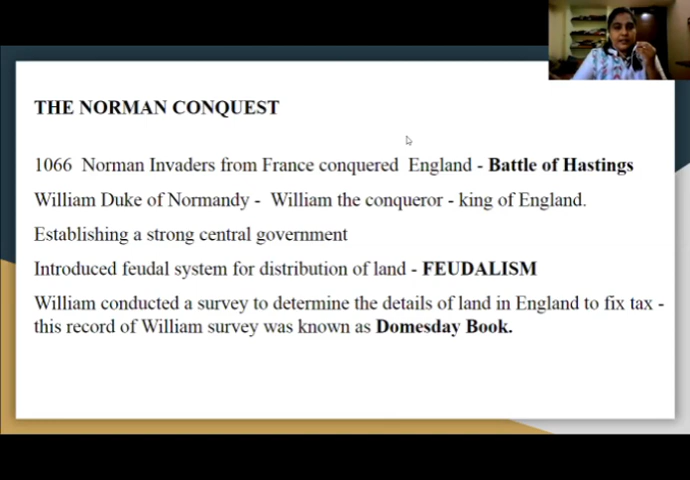 THE NORMAN CONQUEST
1066 Norman Invaders from France conquered England - Battle of Hastings
William Duke of Normandy - William the conqueror - king of England.
Establishing a strong central government
Introduced feudal system for distribution of land - FEUDALISM
William conducted a survey to determine the details of land in England to fix tax -
this record of William survey was known as Domesday Book.